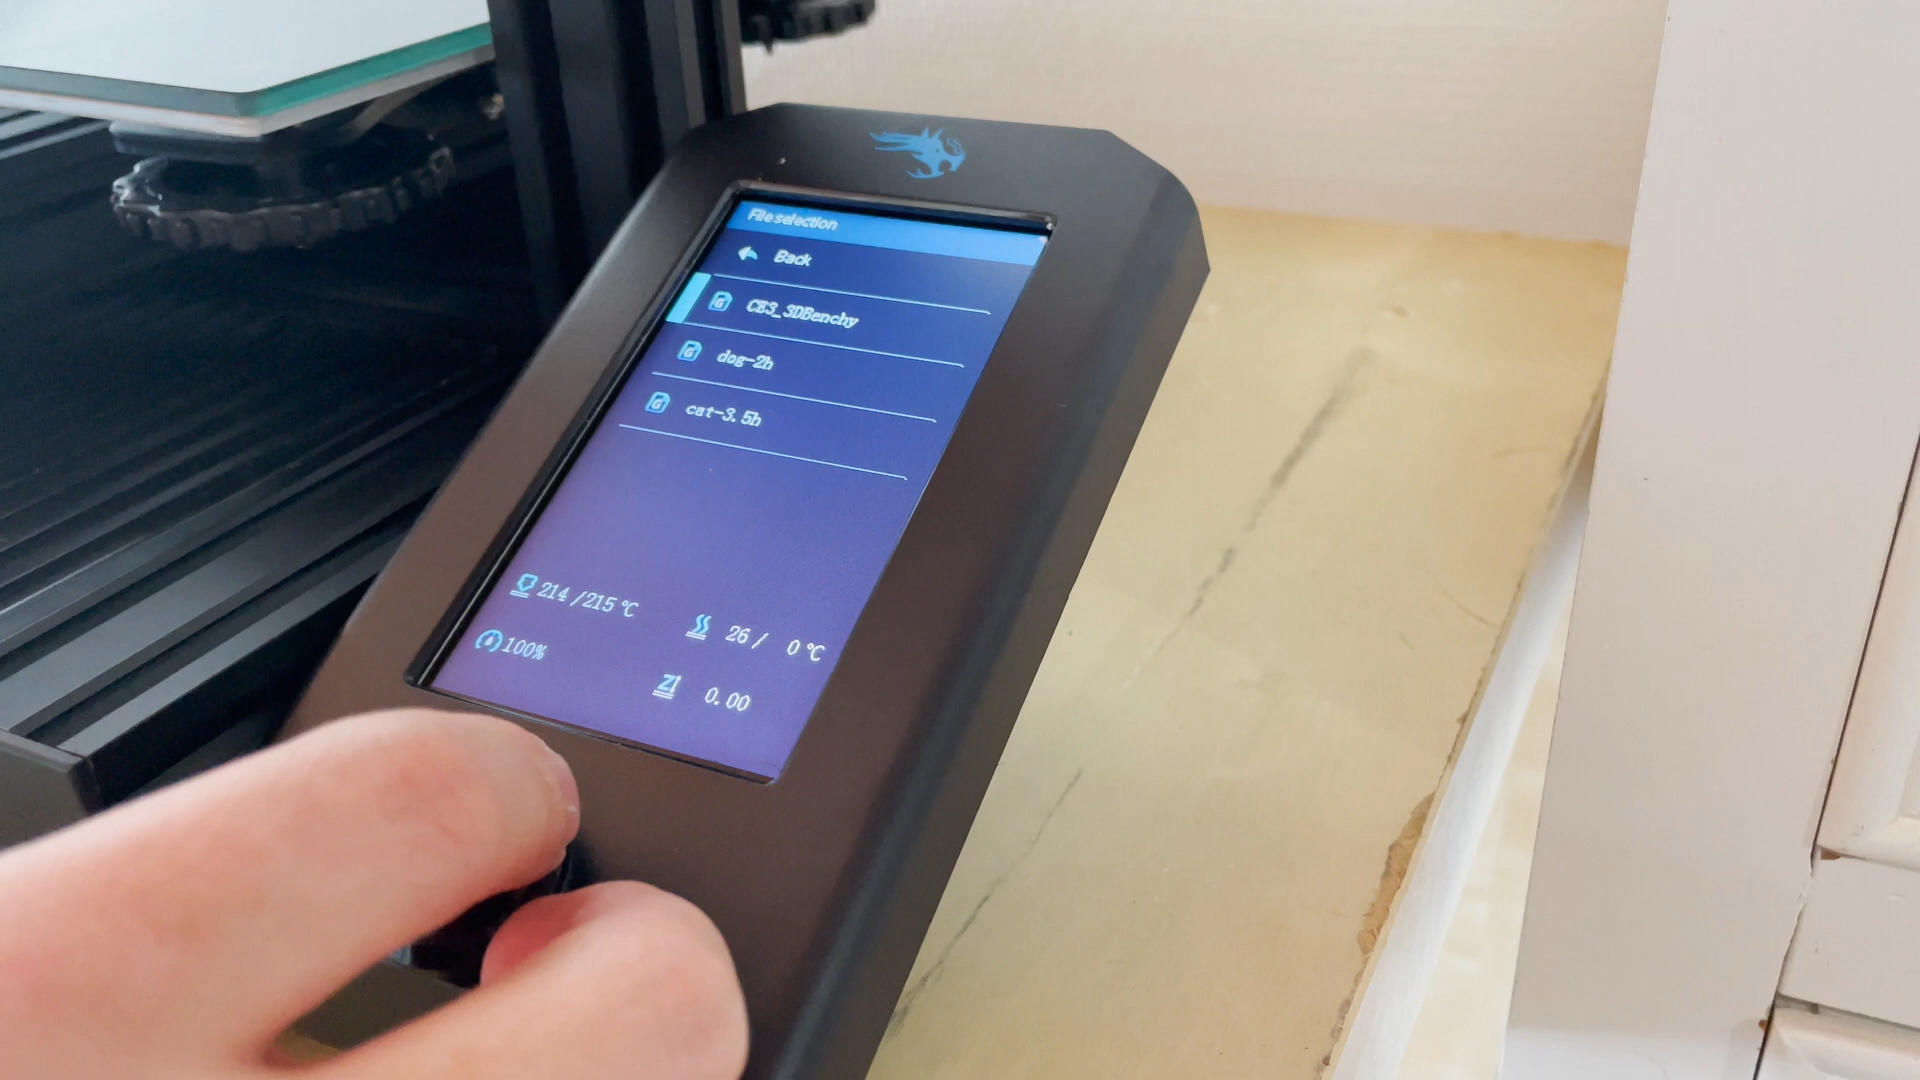 File selection
Back
CE3_3DBenchy
dog-2h
cat-3.5h
214 /215 ℃
26 / 0 ℃
100%
0.00